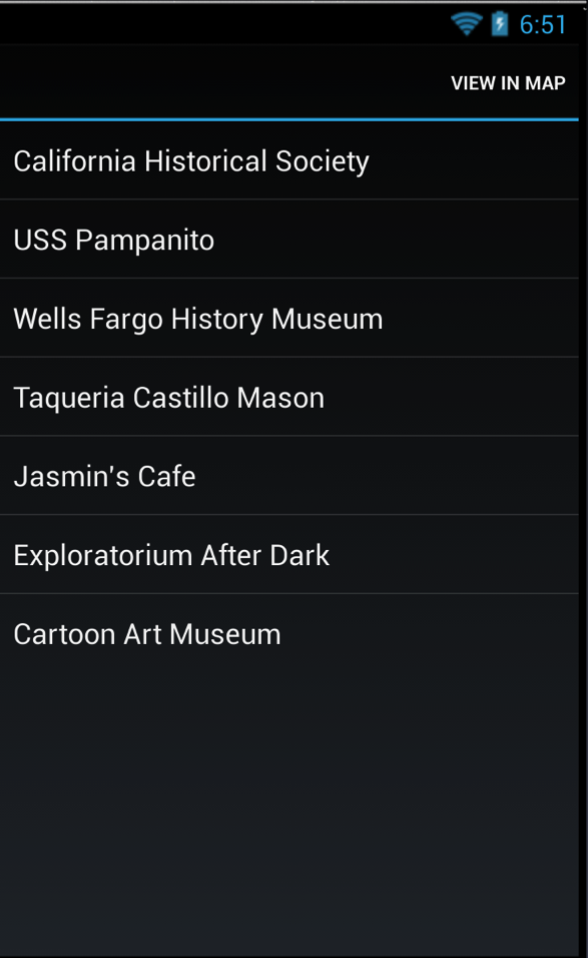 6:51
VIEW IN MAP
California Historical Society
USS Pampanito
Wells Fargo History Museum
Taqueria Castillo Mason
Jasmin's Cafe
Exploratorium After Dark
Cartoon Art Museum